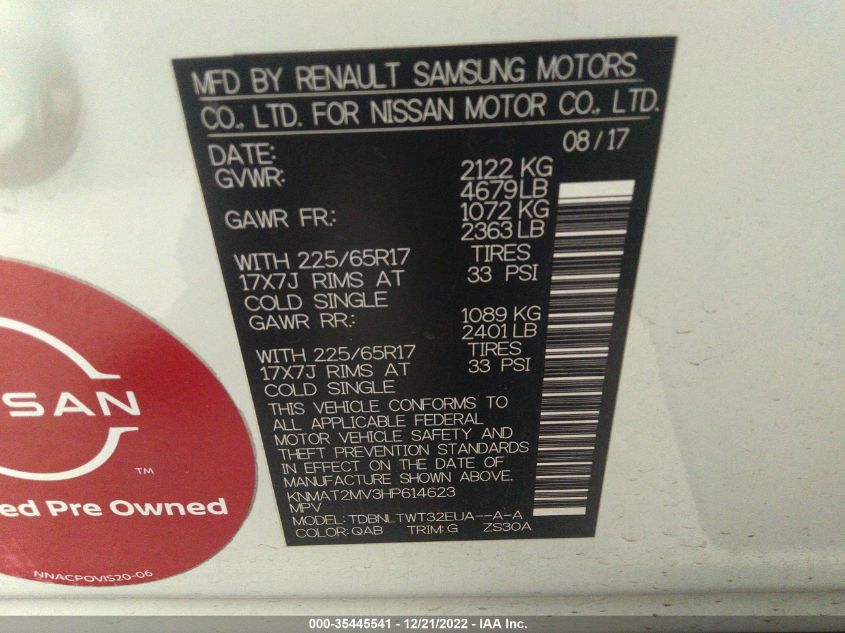 MFD BY RENAULT SAMSUNG MOTORS
CO., LTD. FOR NISSAN MOTOR CO., LTD.
DATE: 08/17
GVWR: 2122 KG
4679 LB
GAWR FR.: 1072 KG
2363 LB
WITH 225/65R17 TIRES
17X7J RIMS AT 33 PSI
COLD SINGLE
GAWR RR.: 1089 KG
2401 LB
WITH 225/65R17 TIRES
17X7J RIMS AT 33 PSI
COLD SINGLE
THIS VEHICLE CONFORMS TO
ALL APPLICABLE FEDERAL
MOTOR VEHICLE SAFETY AND
THEFT PREVENTION STANDARDS
IN EFFECT ON THE DATE OF
MANUFACTURE SHOWN ABOVE.
KNMAT2MV3HP614623
MPV
MODEL: TDBNLTWT32EUA--A-A
COLOR: QAB TRIM: G ZS30A
SSAN
TM
ed Pre Owned
NNACPOVIS20-06
000-35445541 - 12/21/2022 - IAA Inc.